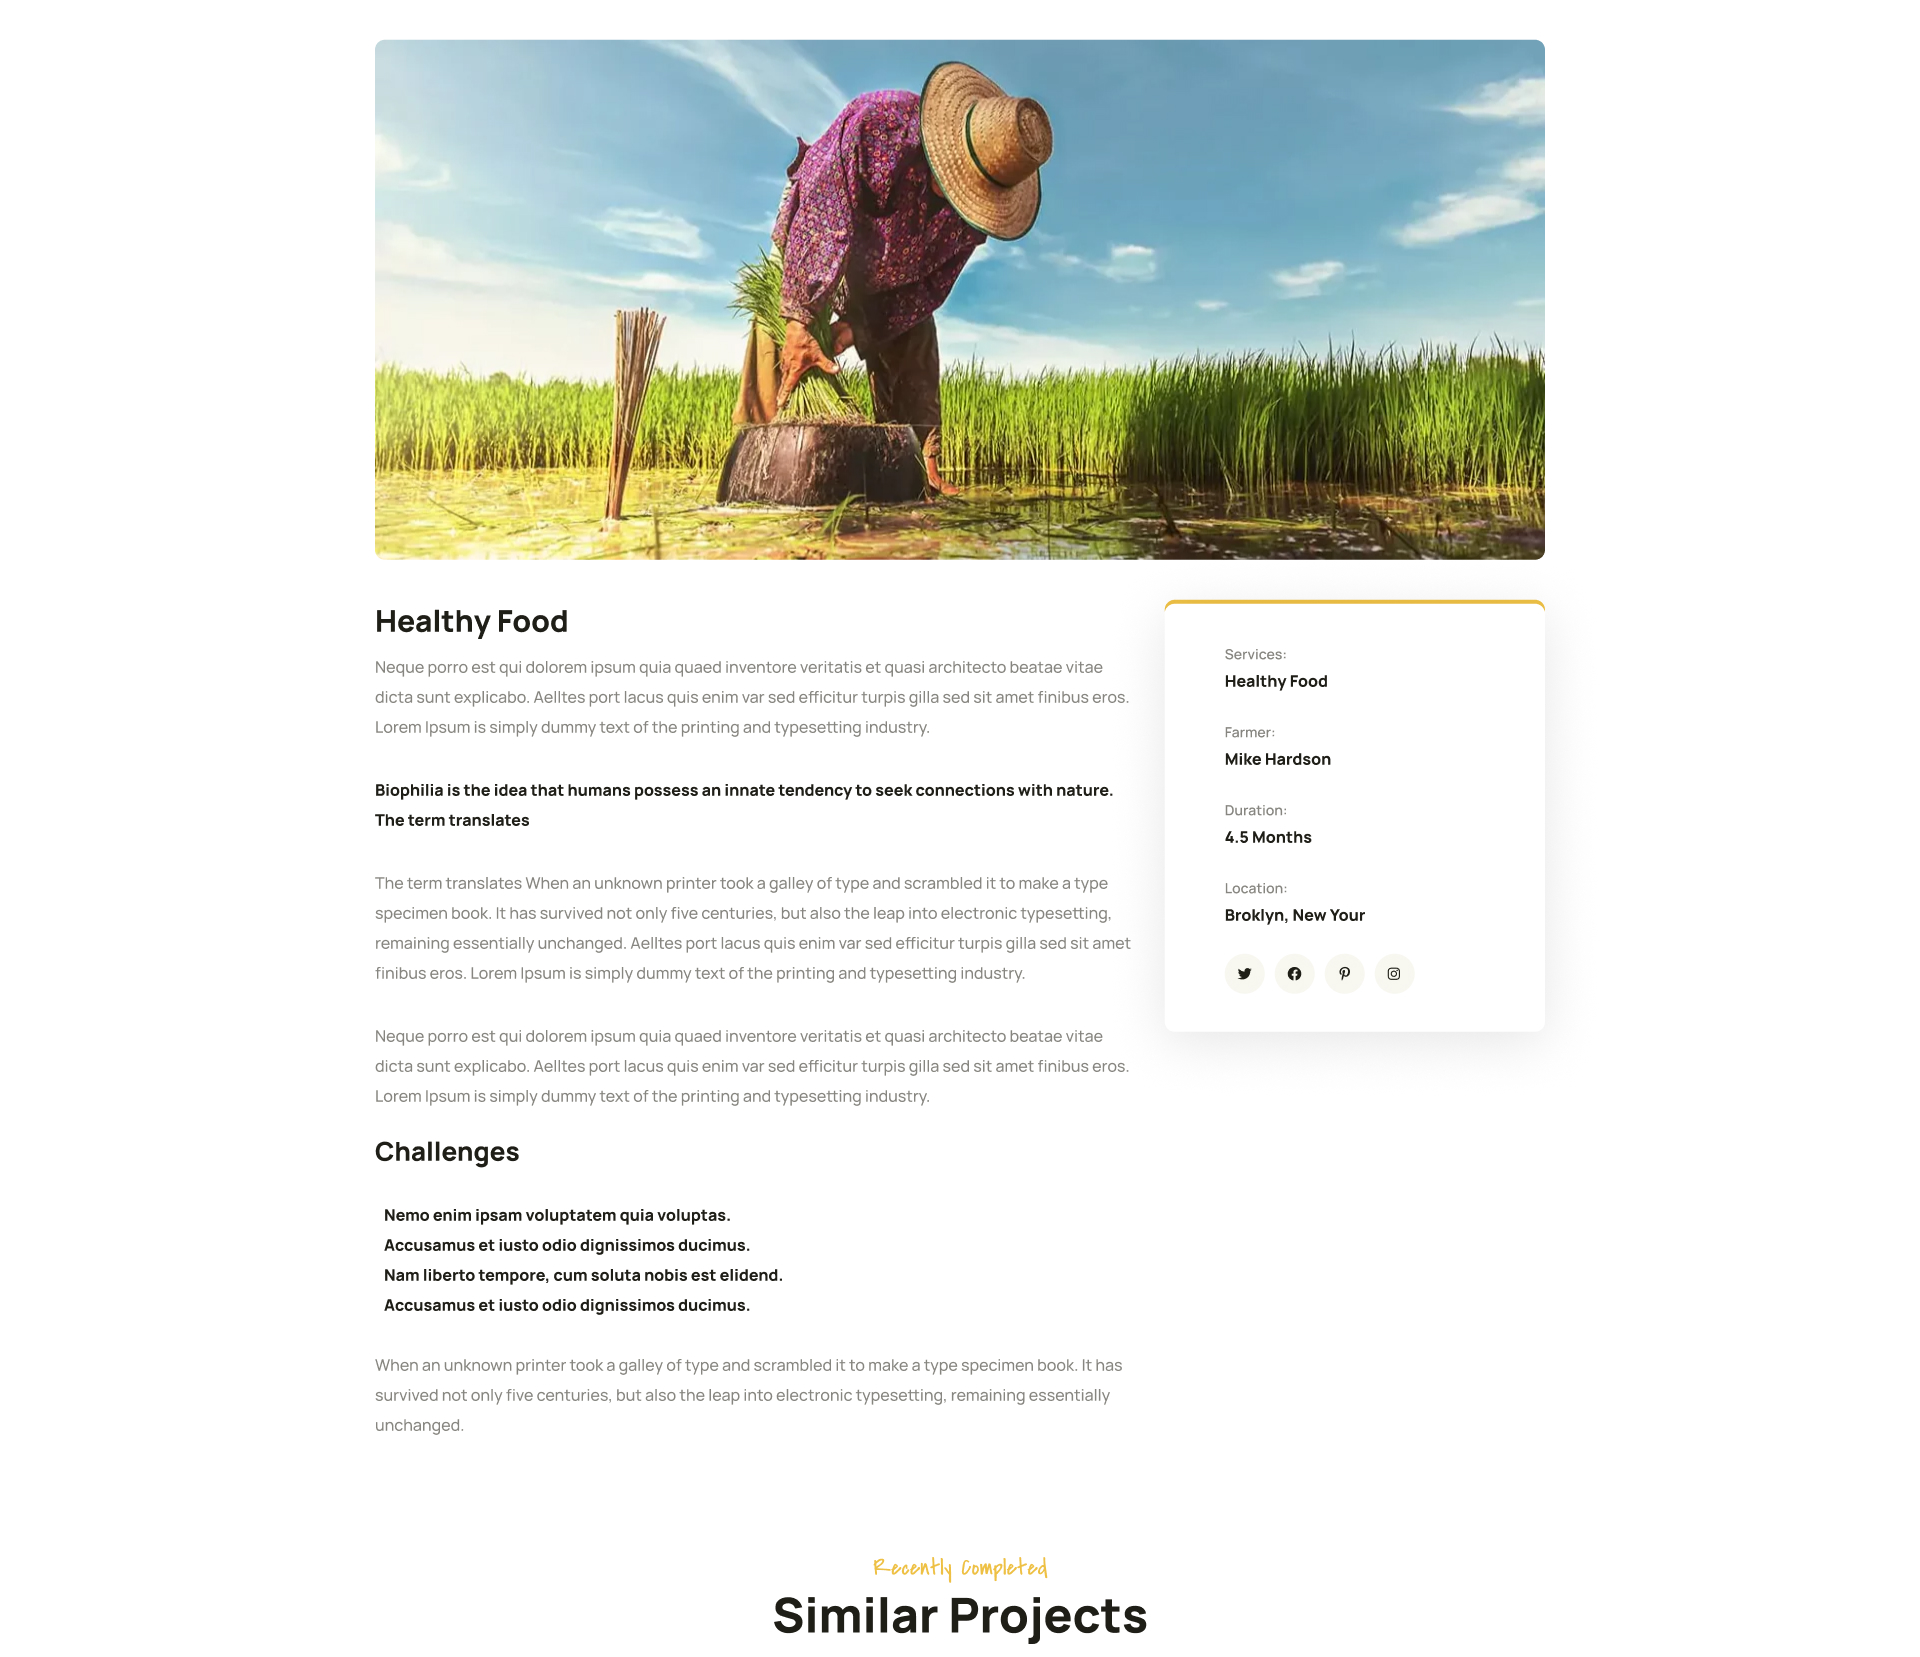 Healthy Food
Neque porro est qui dolorem ipsum quia quaed inventore veritatis et quasi architecto beatae vitae
dicta sunt explicabo. Aelltes port lacus quis enim var sed efficitur turpis gilla sed sit amet finibus eros.
Lorem Ipsum is simply dummy text of the printing and typesetting industry.
Biophilia is the idea that humans possess an innate tendency to seek connections with nature.
The term translates
The term translates When an unknown printer took a galley of type and scrambled it to make a type
specimen book. It has survived not only five centuries, but also the leap into electronic typesetting,
remaining essentially unchanged. Aelltes port lacus quis enim var sed efficitur turpis gilla sed sit amet
finibus eros. Lorem Ipsum is simply dummy text of the printing and typesetting industry.
Neque porro est qui dolorem ipsum quia quaed inventore veritatis et quasi architecto beatae vitae
dicta sunt explicabo. Aelltes port lacus quis enim var sed efficitur turpis gilla sed sit amet finibus eros.
Lorem Ipsum is simply dummy text of the printing and typesetting industry.
Challenges
Nemo enim ipsam voluptatem quia voluptas.
Accusamus et iusto odio dignissimos ducimus.
Nam liberto tempore, cum soluta nobis est elidend.
Accusamus et iusto odio dignissimos ducimus.
When an unknown printer took a galley of type and scrambled it to make a type specimen book. It has
survived not only five centuries, but also the leap into electronic typesetting, remaining essentially
unchanged.
Services:
Healthy Food
Farmer:
Mike Hardson
Duration:
4.5 Months
Location:
Broklyn, New Your
Recently Completed
Similar Projects